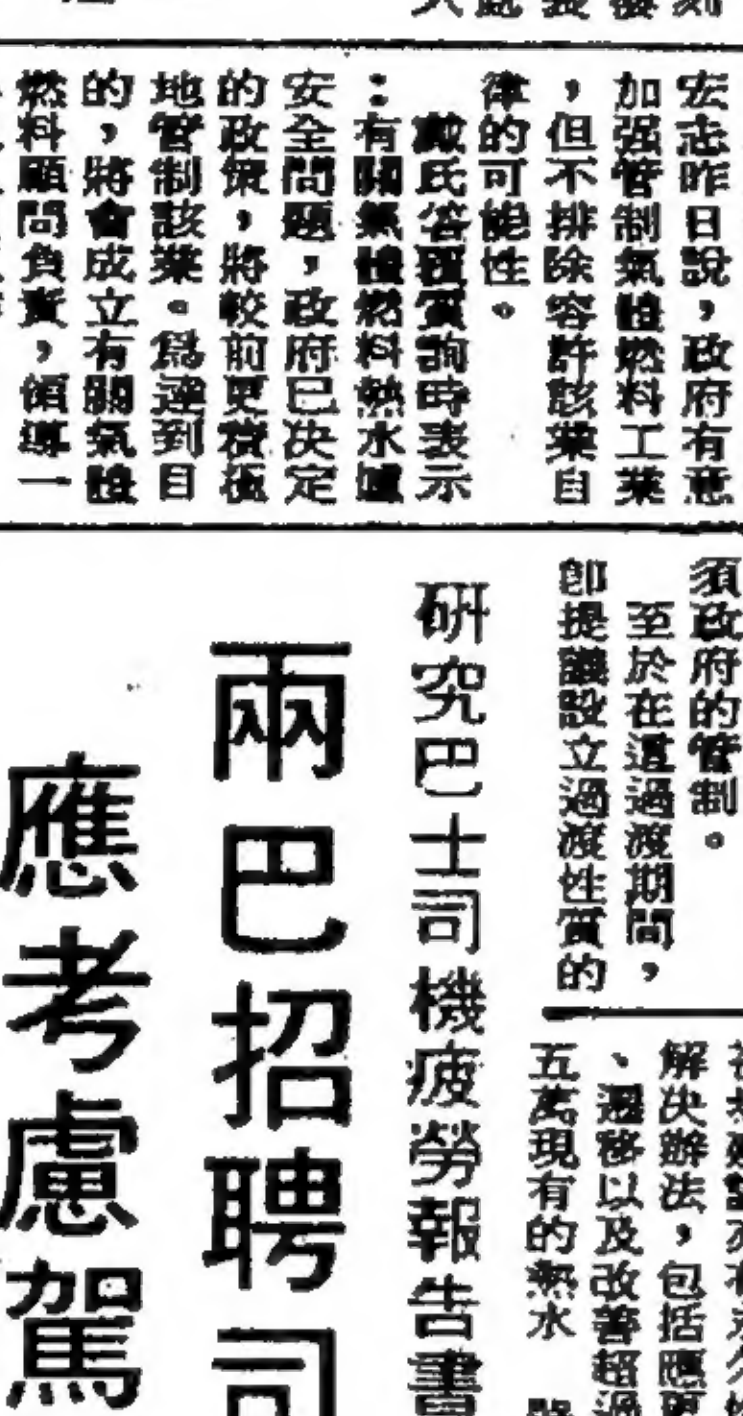 宏志昨日說，政府有意
加强管制氣體燃料工業
，但不排除容許該業自
律的可能性。
戴氏答覆質詢時表示
：有關氣體燃料熱水爐
安全問題，政府已决定
的政策，將較前更積極
地管制該業。爲達到目
的，將會成立有關氣體
燃料顧問負責，領導一
須政府的管制。
至於在這過渡期間，
卽提議設立過渡性質的
解决辦法，包括應更
、遷移以及改善超過
五萬現有的熱水
研究巴士司機疲勞報告書
兩巴招聘司
應考慮駕